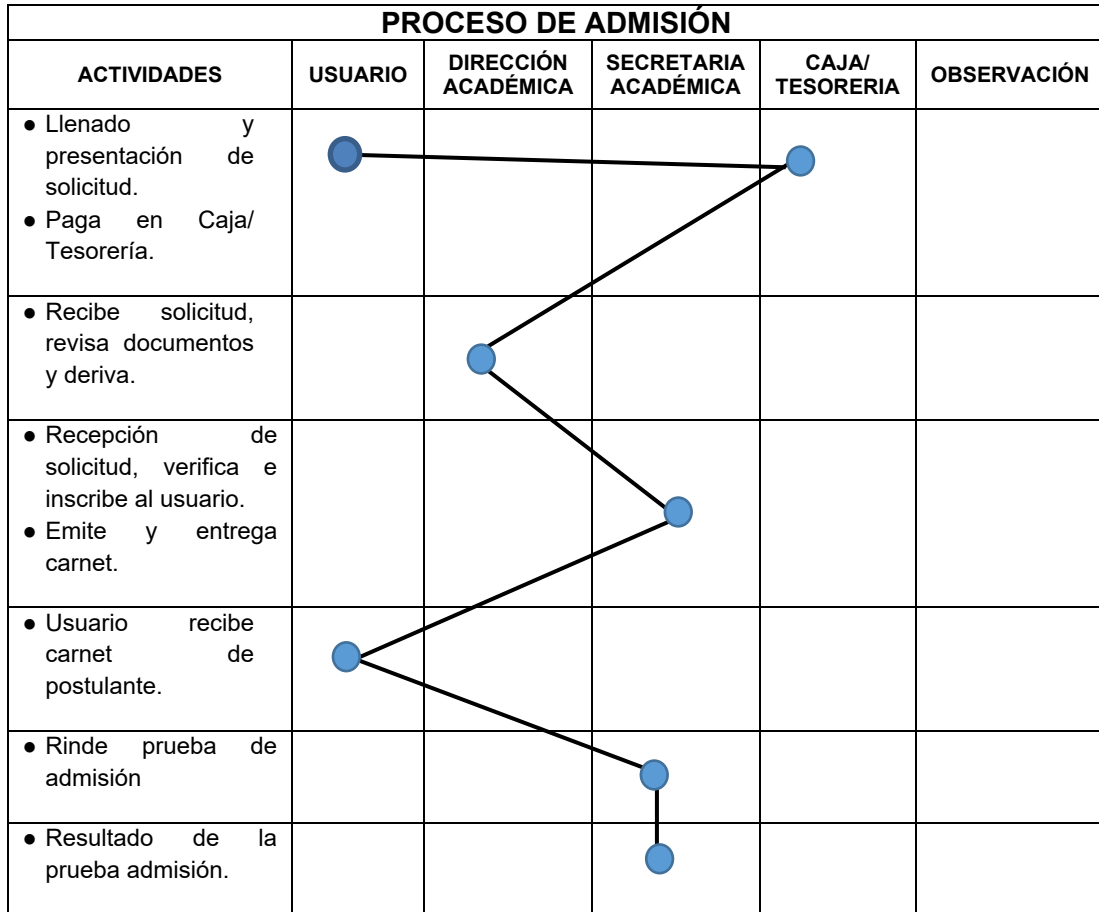 PROCESO DE ADMISIÓN
ACTIVIDADES
USUARIO
DIRECCIÓN
ACADÉMICA
SECRETARIA
ACADÉMICA
CAJA/
TESORERIA
OBSERVACIÓN
● Llenado y
presentación de
solicitud.
● Paga en Caja/
Tesorería.
● Recibe solicitud,
revisa documentos
y deriva.
● Recepción de
solicitud, verifica e
inscribe al usuario.
● Emite y entrega
carnet.
● Usuario recibe
carnet de
postulante.
● Rinde prueba de
admisión
● Resultado de la
prueba admisión.